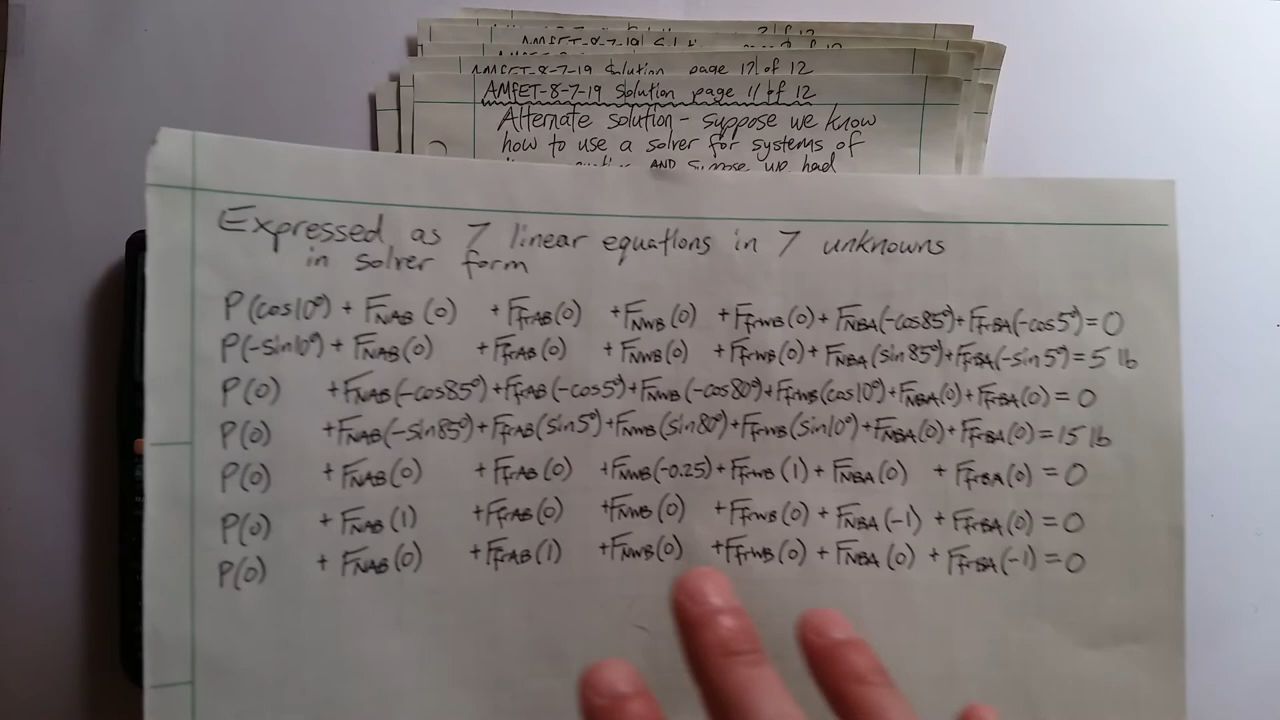 AMfET-8-7-19 Solution page 12 of 12
AMfET-8-7-19 Solution page 11 of 12
Alternate solution - suppose we know
how to use a solver for systems of
AND suppose we had
Expressed as 7 linear equations in 7 unknowns
in solver form
P(cos10°) + FNAB(0) + FfrAB(0) + FNWB(0) + FfrWB(0) + FNBA(-cos85°) + FfrBA(-cos5°) = 0
P(-sin10°) + FNAB(0) + FfrAB(0) + FNWB(0) + FfrWB(0) + FNBA(sin85°) + FfrBA(-sin5°) = 5 lb
P(0) + FNAB(-cos85°) + FfrAB(-cos5°) + FNWB(-cos80°) + FfrWB(cos10°) + FNBA(0) + FfrBA(0) = 0
P(0) + FNAB(-sin85°) + FfrAB(sin5°) + FNWB(sin80°) + FfrWB(sin10°) + FNBA(0) + FfrBA(0) = 15 lb
P(0) + FNAB(0) + FfrAB(0) + FNWB(-0.25) + FfrWB(1) + FNBA(0) + FfrBA(0) = 0
P(0) + FNAB(1) + FfrAB(0) + FNWB(0) + FfrWB(0) + FNBA(-1) + FfrBA(0) = 0
P(0) + FNAB(0) + FfrAB(1) + FNWB(0) + FfrWB(0) + FNBA(0) + FfrBA(-1) = 0